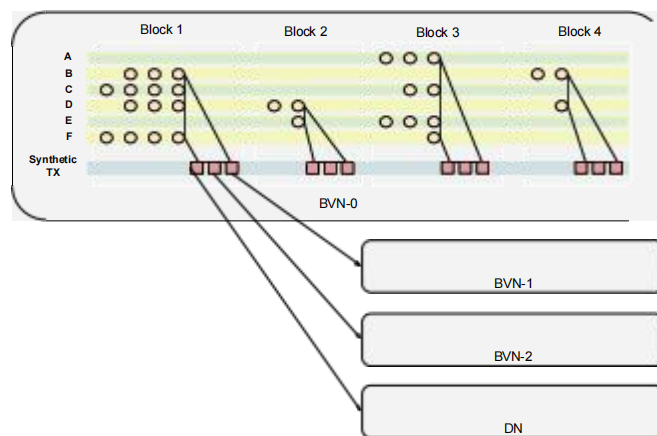 Block 1
Block 2
Block 3
Block 4
A
B
C
D
E
F
Synthetic
TX
BVN-0
BVN-1
BVN-2
DN